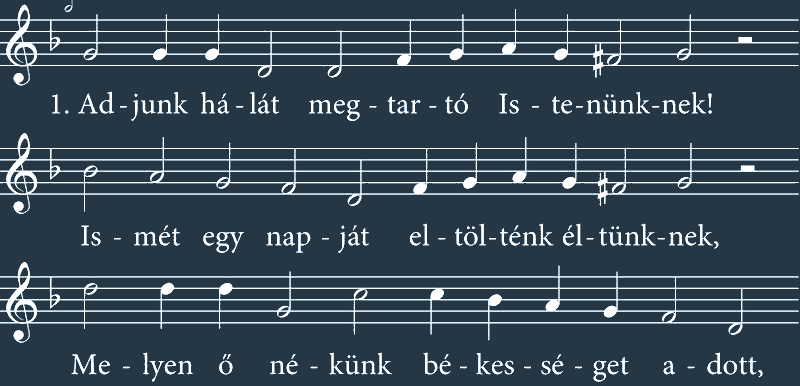 1. Ad - junk há - lát meg - tar - tó Is - te-nünk-nek!
Is - mét egy nap - ját el - töl-ténk él-tünk-nek,
Me - lyen ő né - künk bé - kes - sé - get a - dott,